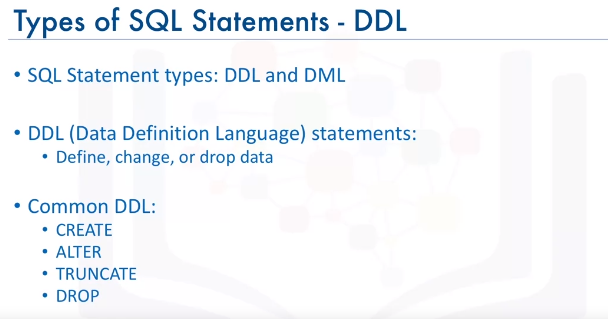 Types of SQL Statements - DDL
• SQL Statement types: DDL and DML
• DDL (Data Definition Language) statements:
• Define, change, or drop data
• Common DDL:
• CREATE
• ALTER
• TRUNCATE
• DROP